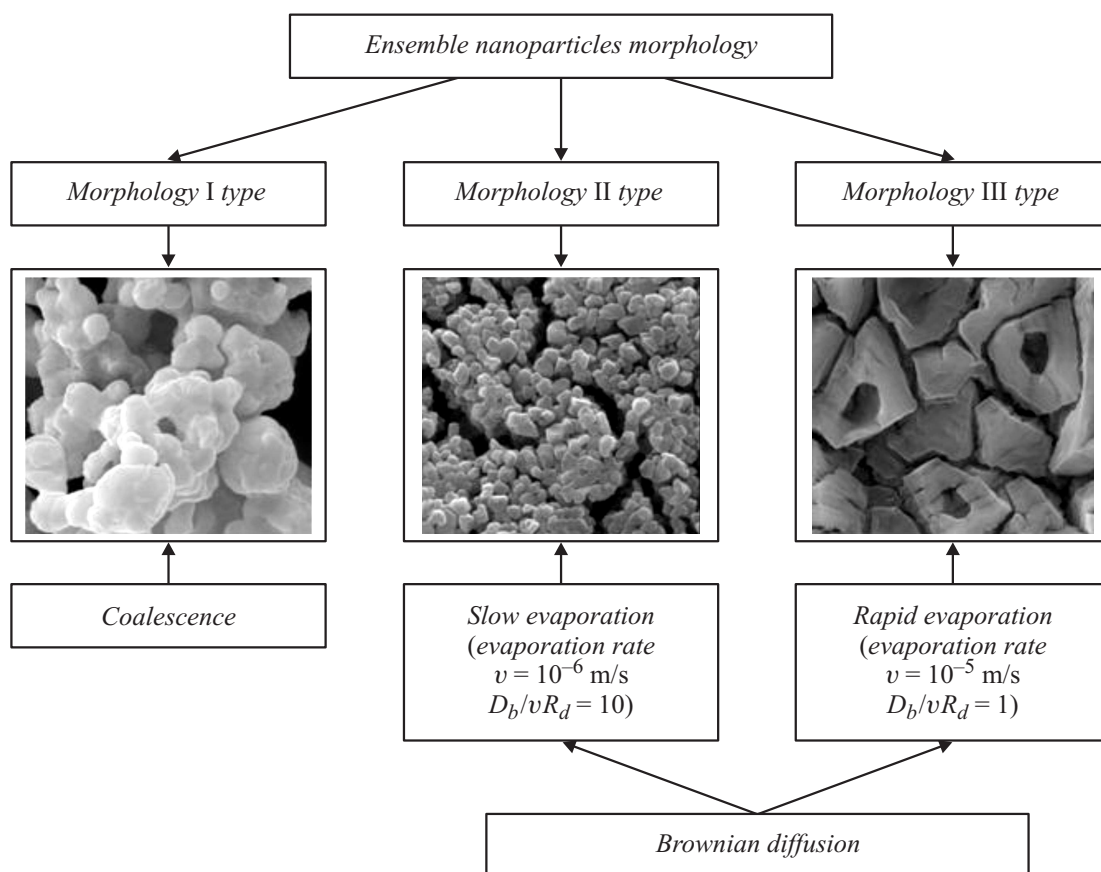 Ensemble nanoparticles morphology
Morphology I type
Morphology II type
Morphology III type
Coalescence
Slow evaporation
(evaporation rate
υ = 10⁻⁶ m/s
D_b/υR_d = 10)
Rapid evaporation
(evaporation rate
υ = 10⁻⁵ m/s
D_b/υR_d = 1)
Brownian diffusion